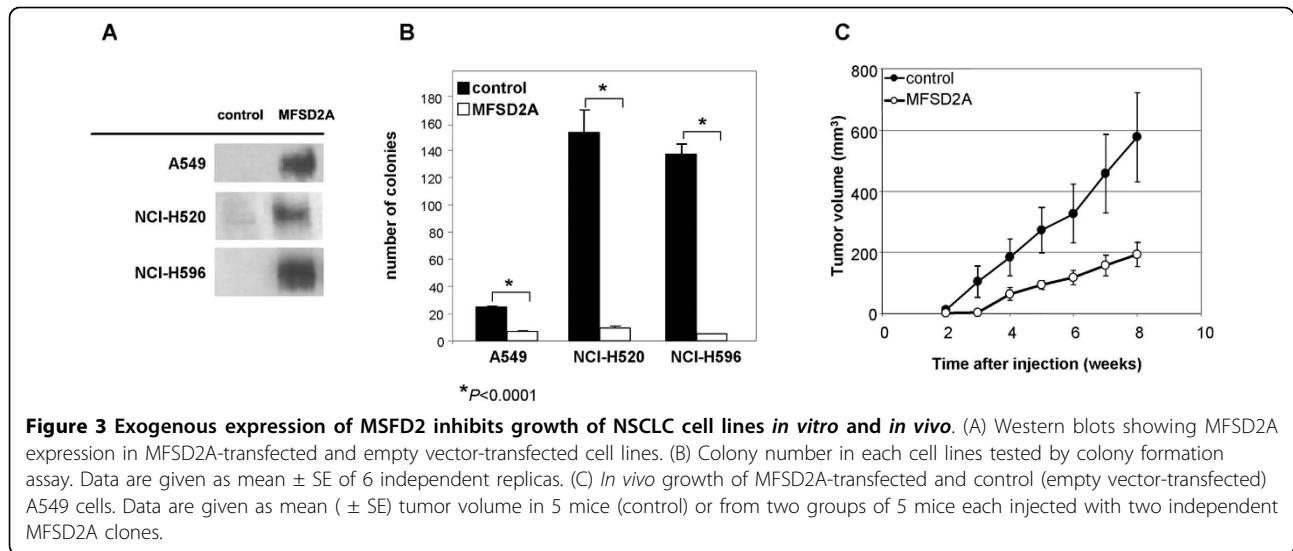 A
control MFSD2A
A549
NCI-H520
NCI-H596
B
control
MFSD2A
number of colonies
180
160
140
120
100
80
60
40
20
0
*
*
*
A549 NCI-H520 NCI-H596
*P<0.0001
C
control
MFSD2A
Tumor volume (mm³)
800
600
400
200
0
0 2 4 6 8 10
Time after injection (weeks)
Figure 3 Exogenous expression of MSFD2 inhibits growth of NSCLC cell lines in vitro and in vivo. (A) Western blots showing MFSD2A
expression in MFSD2A-transfected and empty vector-transfected cell lines. (B) Colony number in each cell lines tested by colony formation
assay. Data are given as mean ± SE of 6 independent replicas. (C) In vivo growth of MFSD2A-transfected and control (empty vector-transfected)
A549 cells. Data are given as mean ( ± SE) tumor volume in 5 mice (control) or from two groups of 5 mice each injected with two independent
MFSD2A clones.